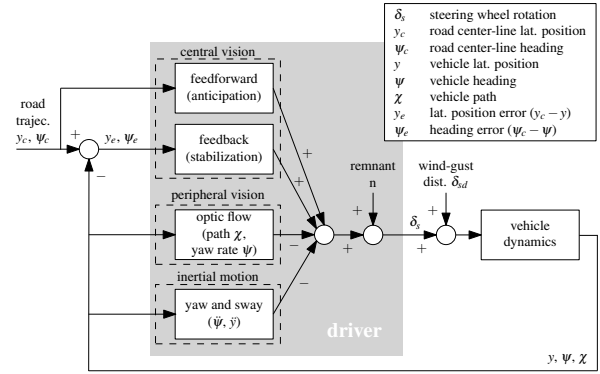 δs steering wheel rotation
yc road center-line lat. position
ψc road center-line heading
y vehicle lat. position
ψ vehicle heading
χ vehicle path
ye lat. position error (yc − y)
ψe heading error (ψc − ψ)
central vision
feedforward
(anticipation)
road
trajec.
yc, ψc
+
−
ye, ψe
feedback
(stabilization)
+
+
remnant
n
wind-gust
dist. δsd
peripheral vision
optic flow
(path χ,
yaw rate ψ̇)
−
+
+
δs
+
+
vehicle
dynamics
inertial motion
yaw and sway
(ψ̈, ÿ)
−
driver
y, ψ, χ